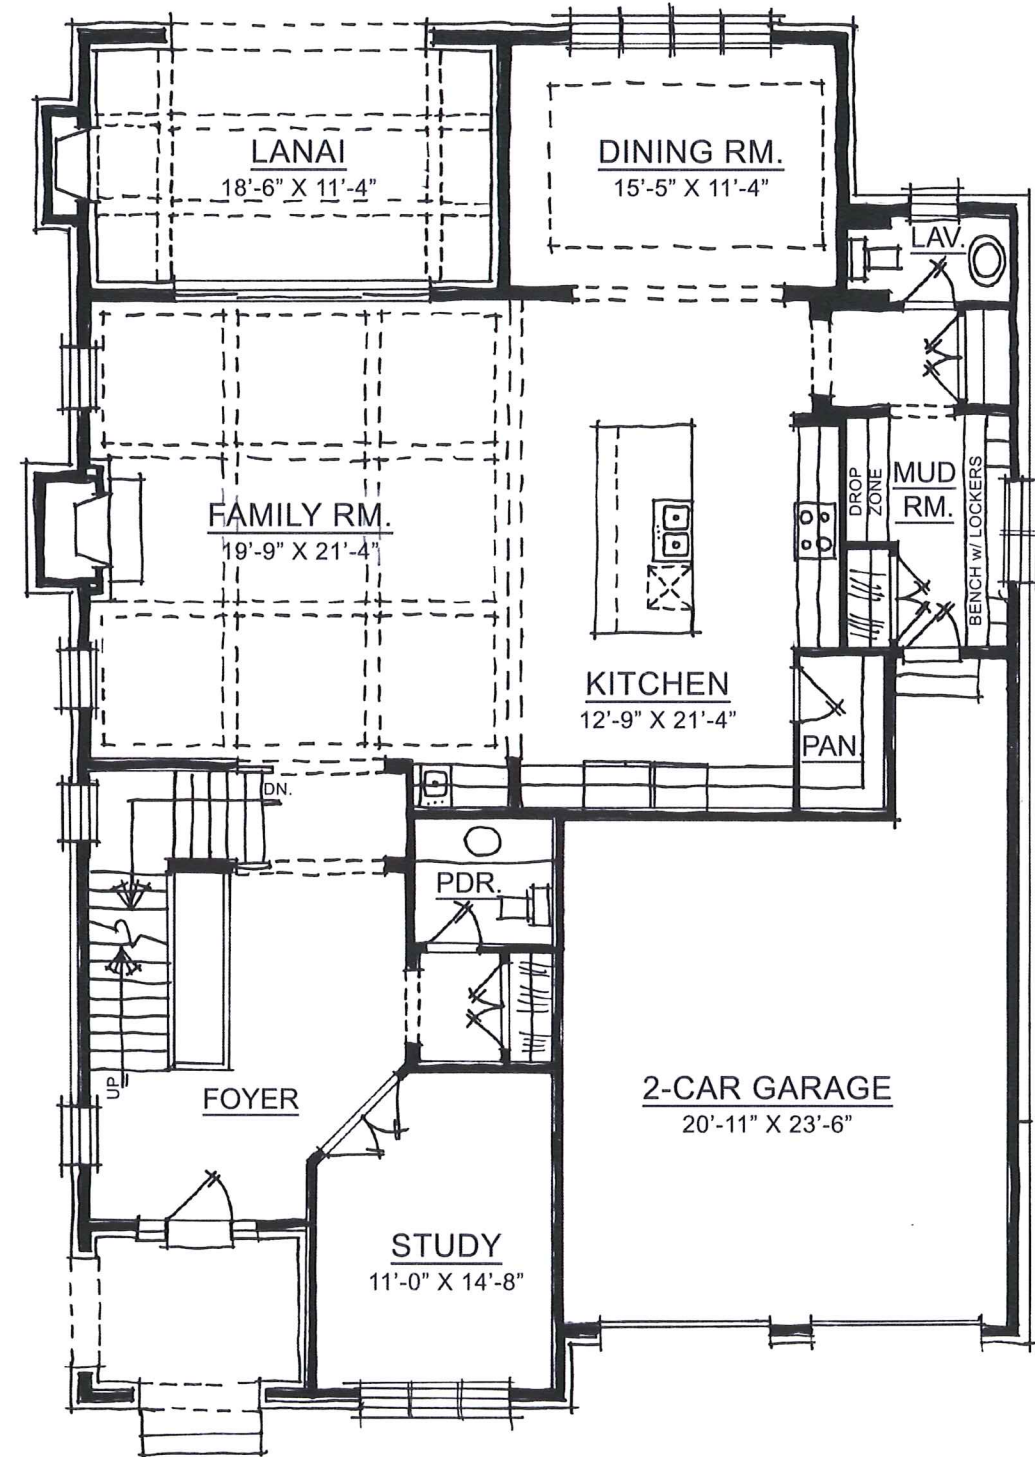 LANAI
18'-6" X 11'-4"
DINING RM.
15'-5" X 11'-4"
LAV.
FAMILY RM.
19'-9" X 21'-4"
DROP
ZONE
MUD
RM.
BENCH w/ LOCKERS
KITCHEN
12'-9" X 21'-4"
PAN.
DN.
PDR.
UP
FOYER
2-CAR GARAGE
20'-11" X 23'-6"
STUDY
11'-0" X 14'-8"